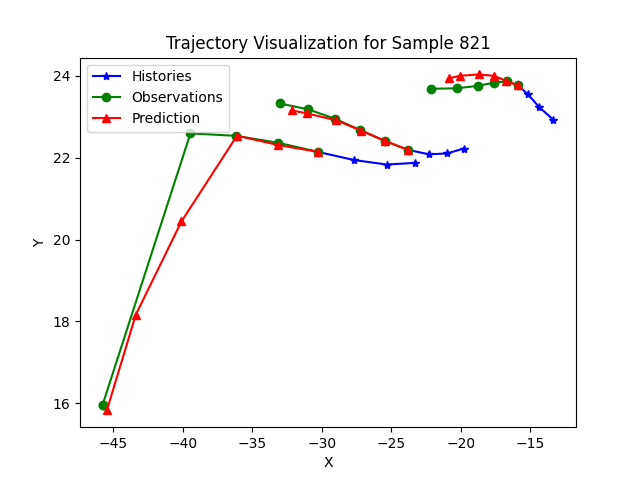 Trajectory Visualization for Sample 821
Histories
Observations
Prediction
24
22
20
18
16
Y
−45
−40
−35
−30
−25
−20
−15
X